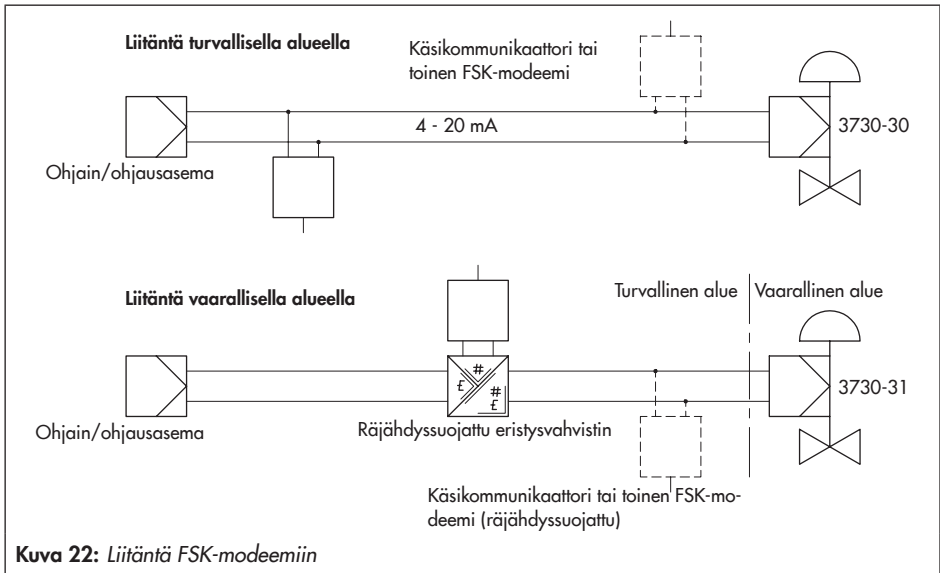 Liitäntä turvallisella alueella
Käsikommunikaattori tai
toinen FSK-modeemi
4 - 20 mA
3730-30
Ohjain/ohjausasema
Liitäntä vaarallisella alueella
Turvallinen alue
Vaarallinen alue
#
£
#
£
3730-31
Ohjain/ohjausasema
Räjähdyssuojattu eristysvahvistin
Käsikommunikaattori tai toinen FSK-mo-
deemi (räjähdyssuojattu)
Kuva 22: Liitäntä FSK-modeemiin